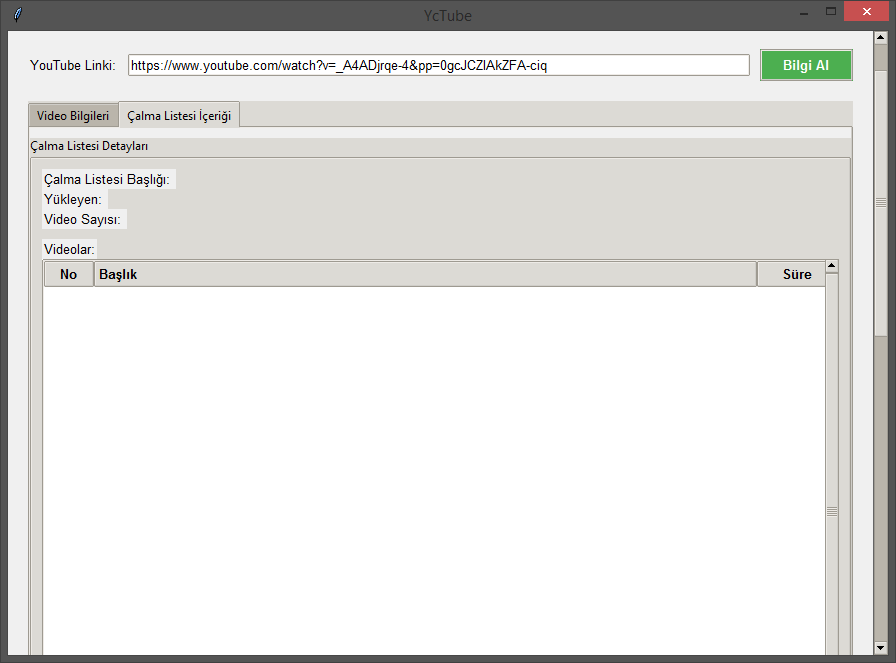 YcTube
YouTube Linki: https://www.youtube.com/watch?v=_A4ADjrqe-4&pp=0gcJCZIAkZFA-ciq Bilgi Al
Video Bilgileri Çalma Listesi İçeriği
Çalma Listesi Detayları
Çalma Listesi Başlığı:
Yükleyen:
Video Sayısı:
Videolar:
No Başlık Süre